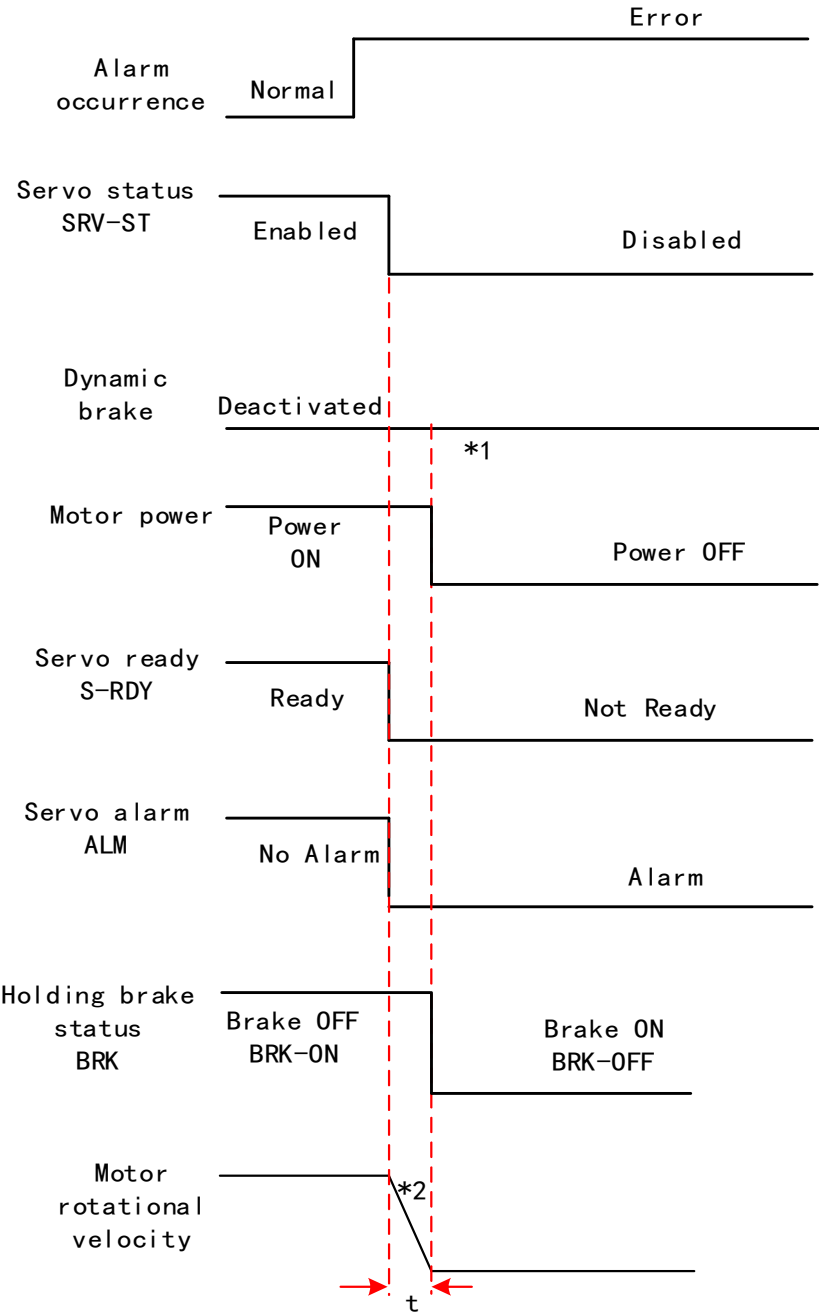 Error
Alarm
occurrence
Normal
Servo status
SRV-ST
Enabled
Disabled
Dynamic
brake
Deactivated
*1
Motor power
Power
ON
Power OFF
Servo ready
S-RDY
Ready
Not Ready
Servo alarm
ALM
No Alarm
Alarm
Holding brake
status
BRK
Brake OFF
BRK-ON
Brake ON
BRK-OFF
Motor
rotational
velocity
*2
t